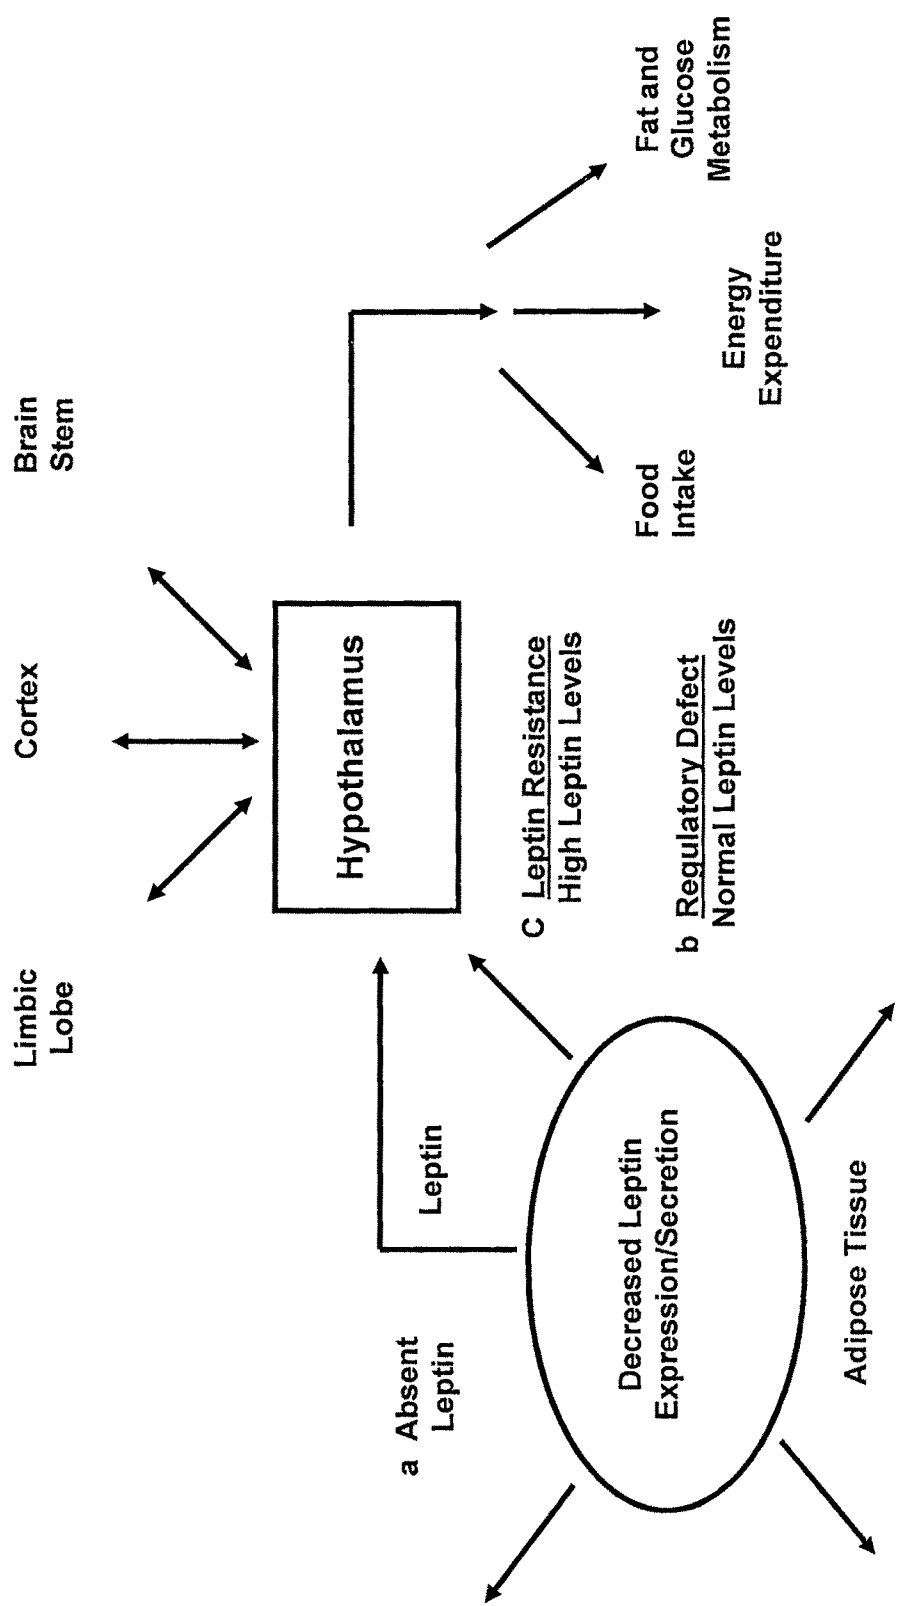 Limbic
Lobe
Cortex
Brain
Stem
Hypothalamus
a Absent
Leptin
Leptin
C Leptin Resistance
High Leptin Levels
b Regulatory Defect
Normal Leptin Levels
Food
Intake
Energy
Expenditure
Fat and
Glucose
Metabolism
Decreased Leptin
Expression/Secretion
Adipose Tissue